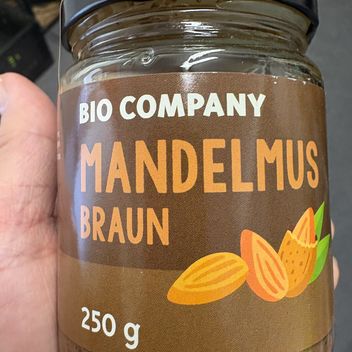 BIO COMPANY
MANDELMUS
BRAUN
250 g